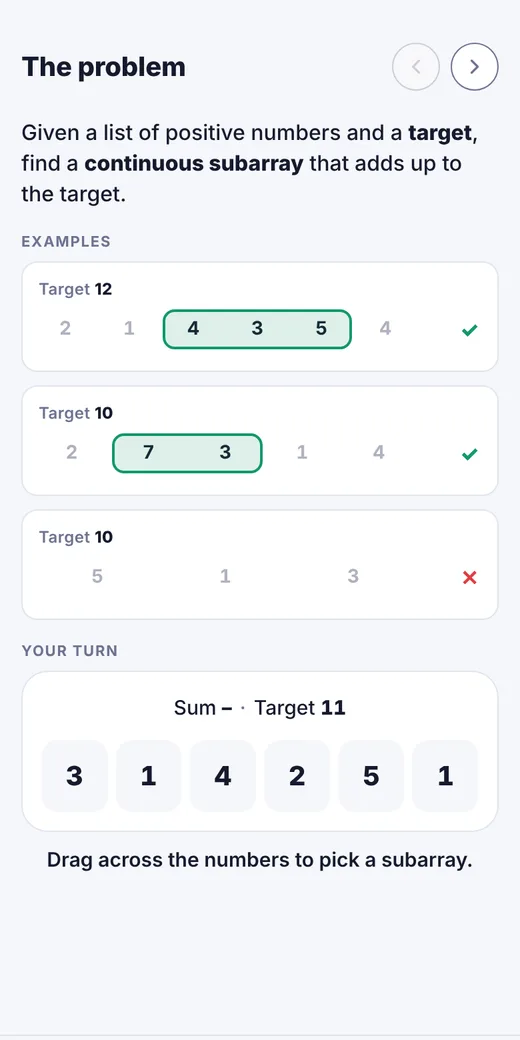 The problem
Given a list of positive numbers and a target,
find a continuous subarray that adds up to
the target.
EXAMPLES
Target 12
2 1 4 3 5 4
Target 10
2 7 3 1 4
Target 10
5 1 3
YOUR TURN
Sum – · Target 11
3 1 4 2 5 1
Drag across the numbers to pick a subarray.